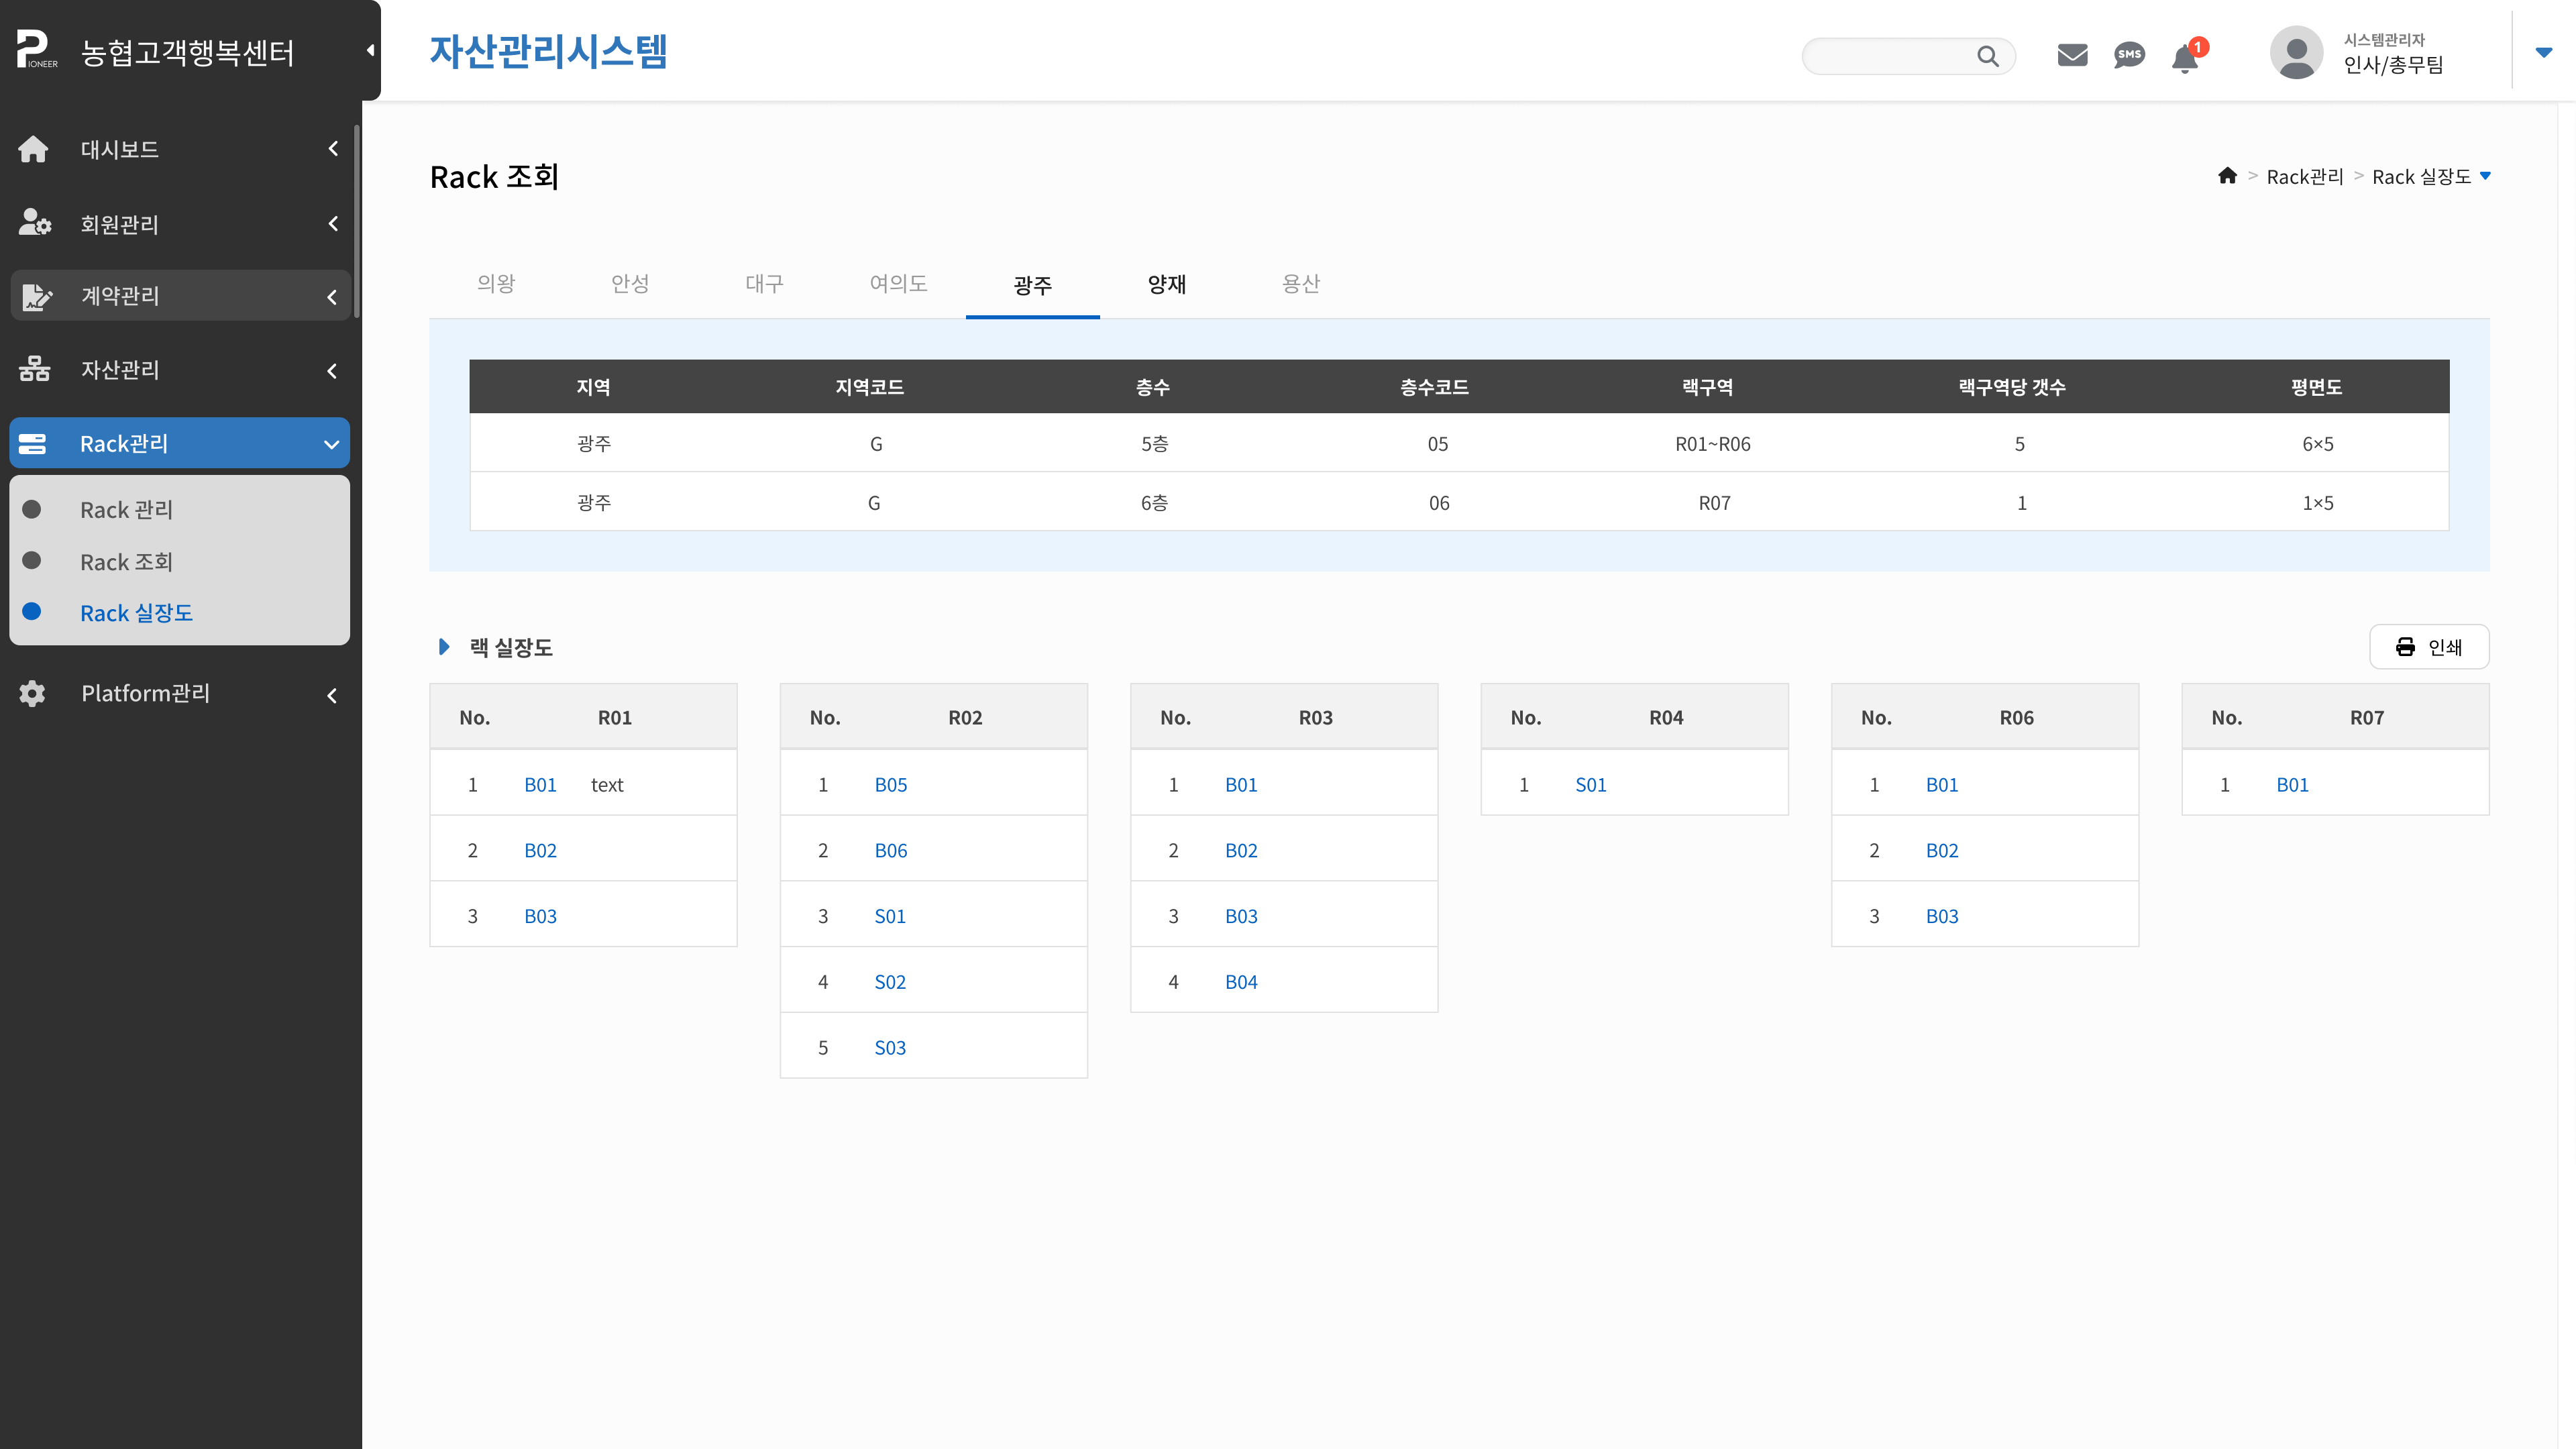 PIONEER 농협고객행복센터
자산관리시스템
SMS
1
시스템관리자
인사/총무팀
대시보드
회원관리
계약관리
자산관리
Rack관리
Rack 관리
Rack 조회
Rack 실장도
Platform관리
Rack 조회
> Rack관리 > Rack 실장도
의왕 안성 대구 여의도 광주 양재 용산
지역 지역코드 층수 층수코드 랙구역 랙구역당 갯수 평면도
광주 G 5층 05 R01~R06 5 6×5
광주 G 6층 06 R07 1 1×5
랙 실장도
인쇄
No. R01 No. R02 No. R03 No. R04 No. R06 No. R07
1 B01 text 1 B05 1 B01 1 S01 1 B01 1 B01
2 B02 2 B06 2 B02 2 B02
3 B03 3 S01 3 B03 3 B03
4 S02 4 B04
5 S03